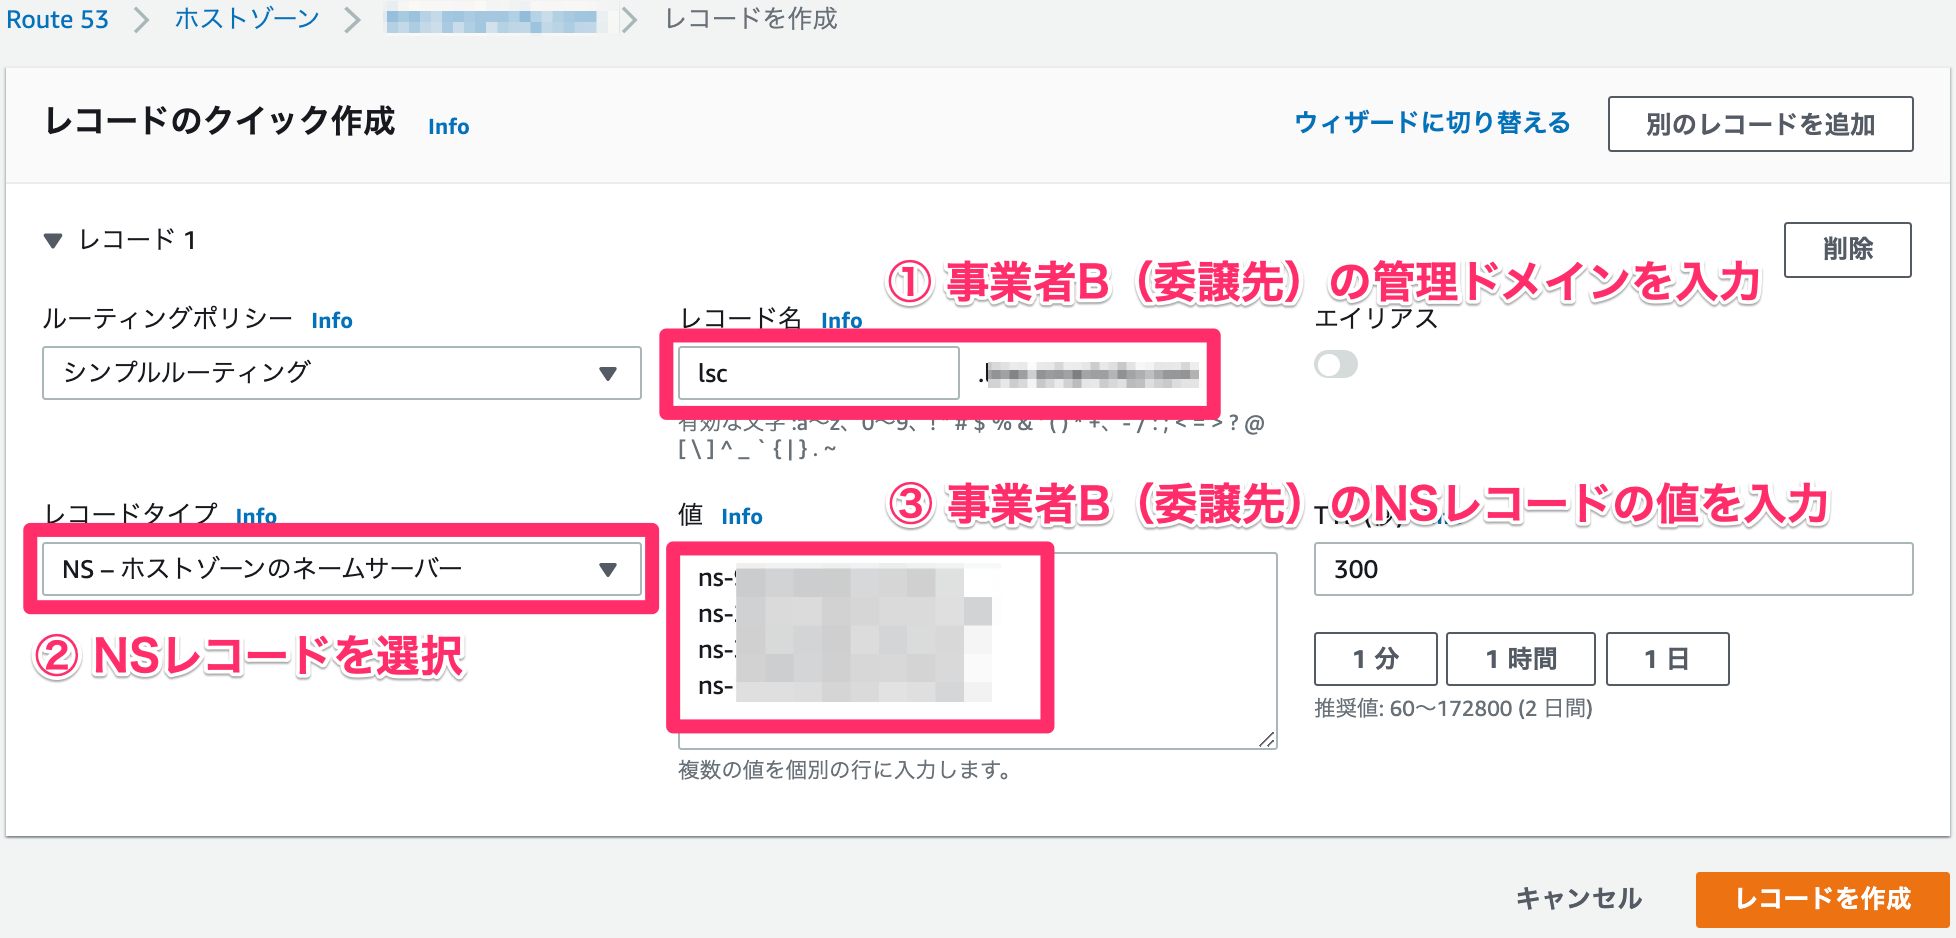 Route 53 ホストゾーン レコードを作成
レコードのクイック作成 Info
ウィザードに切り替える
別のレコードを追加
▼ レコード 1
削除
① 事業者B（委譲先）の管理ドメインを入力
ルーティングポリシー Info
レコード名 Info
エイリアス
シンプルルーティング
lsc
有効な文字 :a～z、0～9、! " # $ % & ' ( ) * +、- / : ; < = > ? @
[ \ ] ^ _ ` { | } . ~
レコードタイプ Info
値 Info
③ 事業者B（委譲先）のNSレコードの値を入力
NS – ホストゾーンのネームサーバー
ns-
ns-
ns-
ns-
300
② NSレコードを選択
1 分
1 時間
1 日
推奨値: 60～172800 (2 日間)
複数の値を個別の行に入力します。
キャンセル
レコードを作成